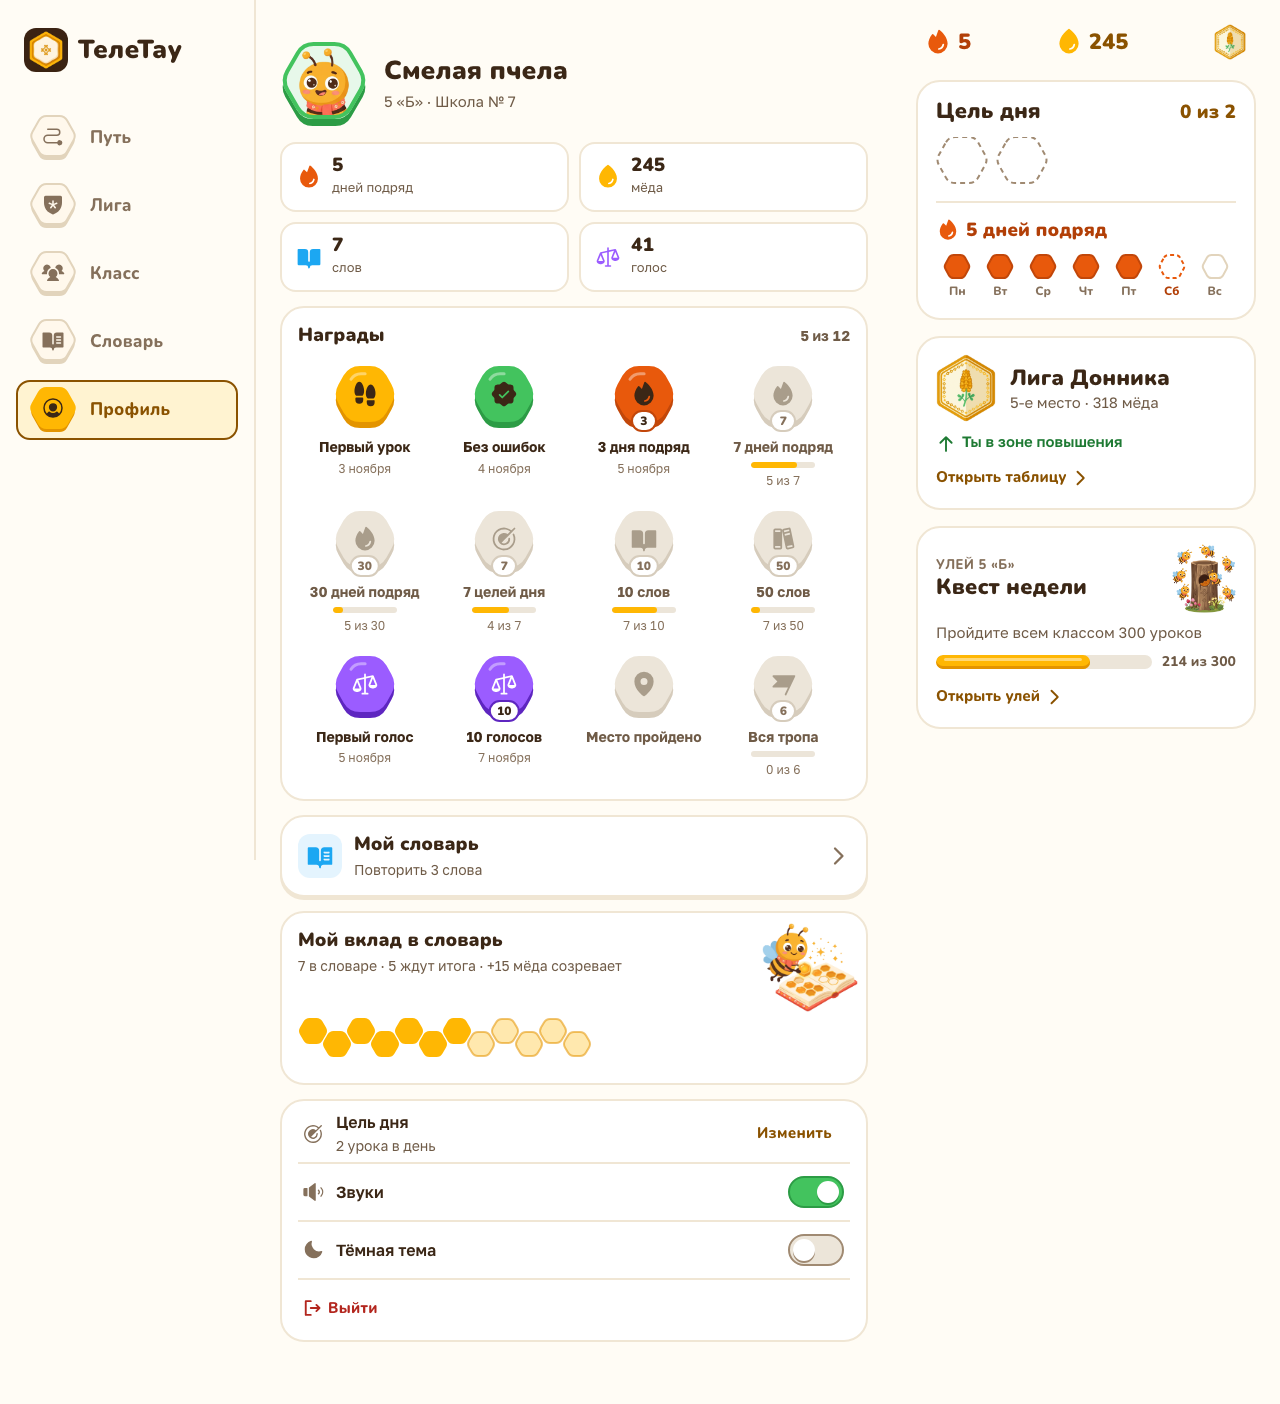 ТелеТау
Путь
Лига
Класс
Словарь
Профиль
Смелая пчела
5 «Б» · Школа № 7
5
дней подряд
245
мёда
7
слов
41
голос
Награды
5 из 12
3
7
Первый урок
Без ошибок
3 дня подряд
7 дней подряд
3 ноября
4 ноября
5 ноября
5 из 7
30
7
10
50
30 дней подряд
7 целей дня
10 слов
50 слов
5 из 30
4 из 7
7 из 10
7 из 50
10
6
Первый голос
10 голосов
Место пройдено
Вся тропа
5 ноября
7 ноября
0 из 6
Мой словарь
Повторить 3 слова
Мой вклад в словарь
7 в словаре · 5 ждут итога · +15 мёда созревает
Цель дня
2 урока в день
Изменить
Звуки
Тёмная тема
Выйти
5
245
Цель дня
0 из 2
5 дней подряд
Пн Вт Ср Чт Пт Сб Вс
Лига Донника
5-е место · 318 мёда
Ты в зоне повышения
Открыть таблицу
УЛЕЙ 5 «Б»
Квест недели
Пройдите всем классом 300 уроков
214 из 300
Открыть улей